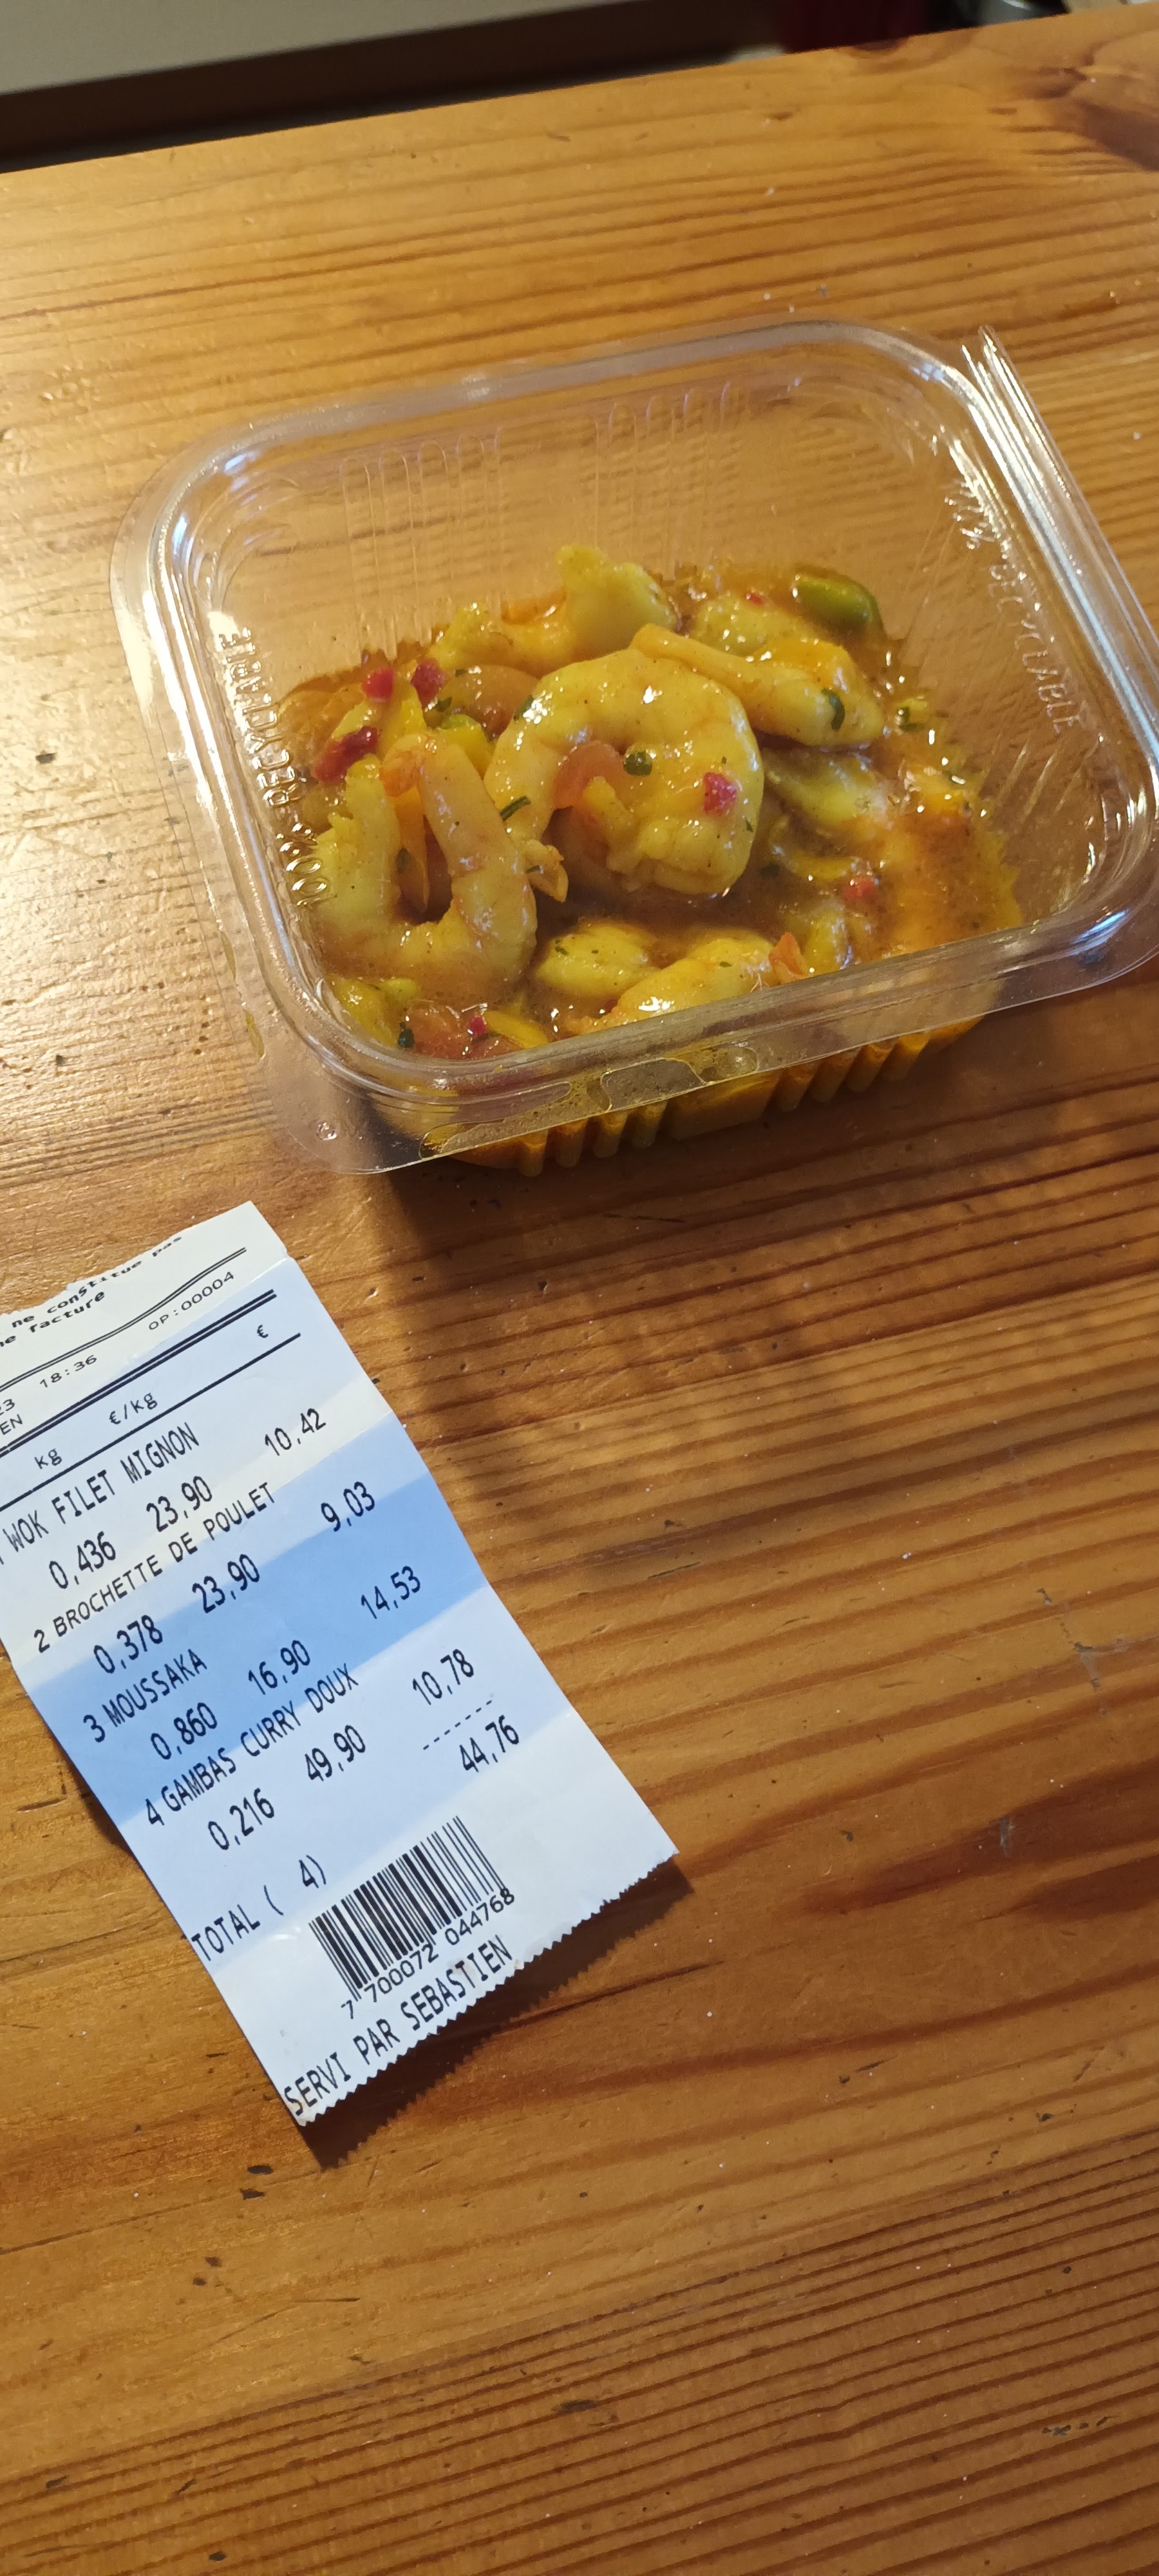 100% RECYCLABLE
ne constitue pas
ne facture
23 18:36 OP:00004
EN
kg €/kg €
WOK FILET MIGNON
0,436 23,90 10,42
2 BROCHETTE DE POULET
0,378 23,90 9,03
3 MOUSSAKA
0,860 16,90 14,53
4 GAMBAS CURRY DOUX
0,216 49,90 10,78
------
TOTAL ( 4) 44,76
7 700072 044768
SERVI PAR SEBASTIEN